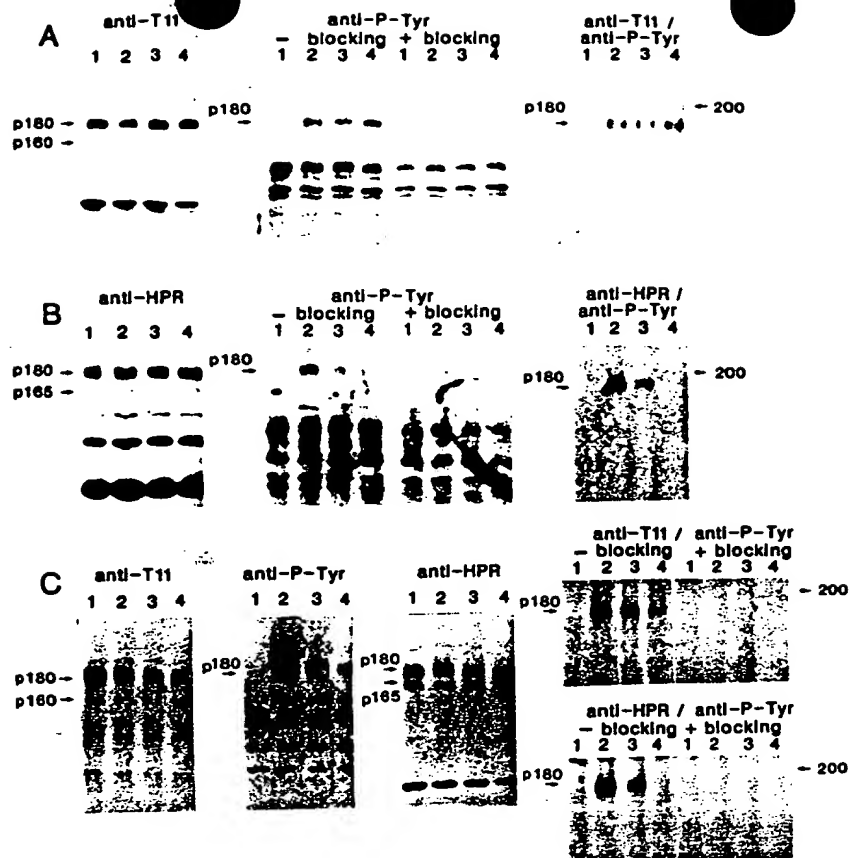 A
anti-T11
1 2 3 4
p180
p160
anti-P-Tyr
- blocking + blocking
1 2 3 4 1 2 3 4
p180
anti-T11 /
anti-P-Tyr
1 2 3 4
p180
200
B
anti-HPR
1 2 3 4
p180
p165
anti-P-Tyr
- blocking + blocking
1 2 3 4 1 2 3 4
p180
anti-HPR /
anti-P-Tyr
1 2 3 4
p180
200
C
anti-T11
1 2 3 4
p180
p160
anti-P-Tyr
1 2 3 4
p180
anti-HPR
1 2 3 4
p180
p165
anti-T11 / anti-P-Tyr
- blocking + blocking
1 2 3 4 1 2 3 4
p180
200
anti-HPR / anti-P-Tyr
- blocking + blocking
1 2 3 4 1 2 3 4
p180
200